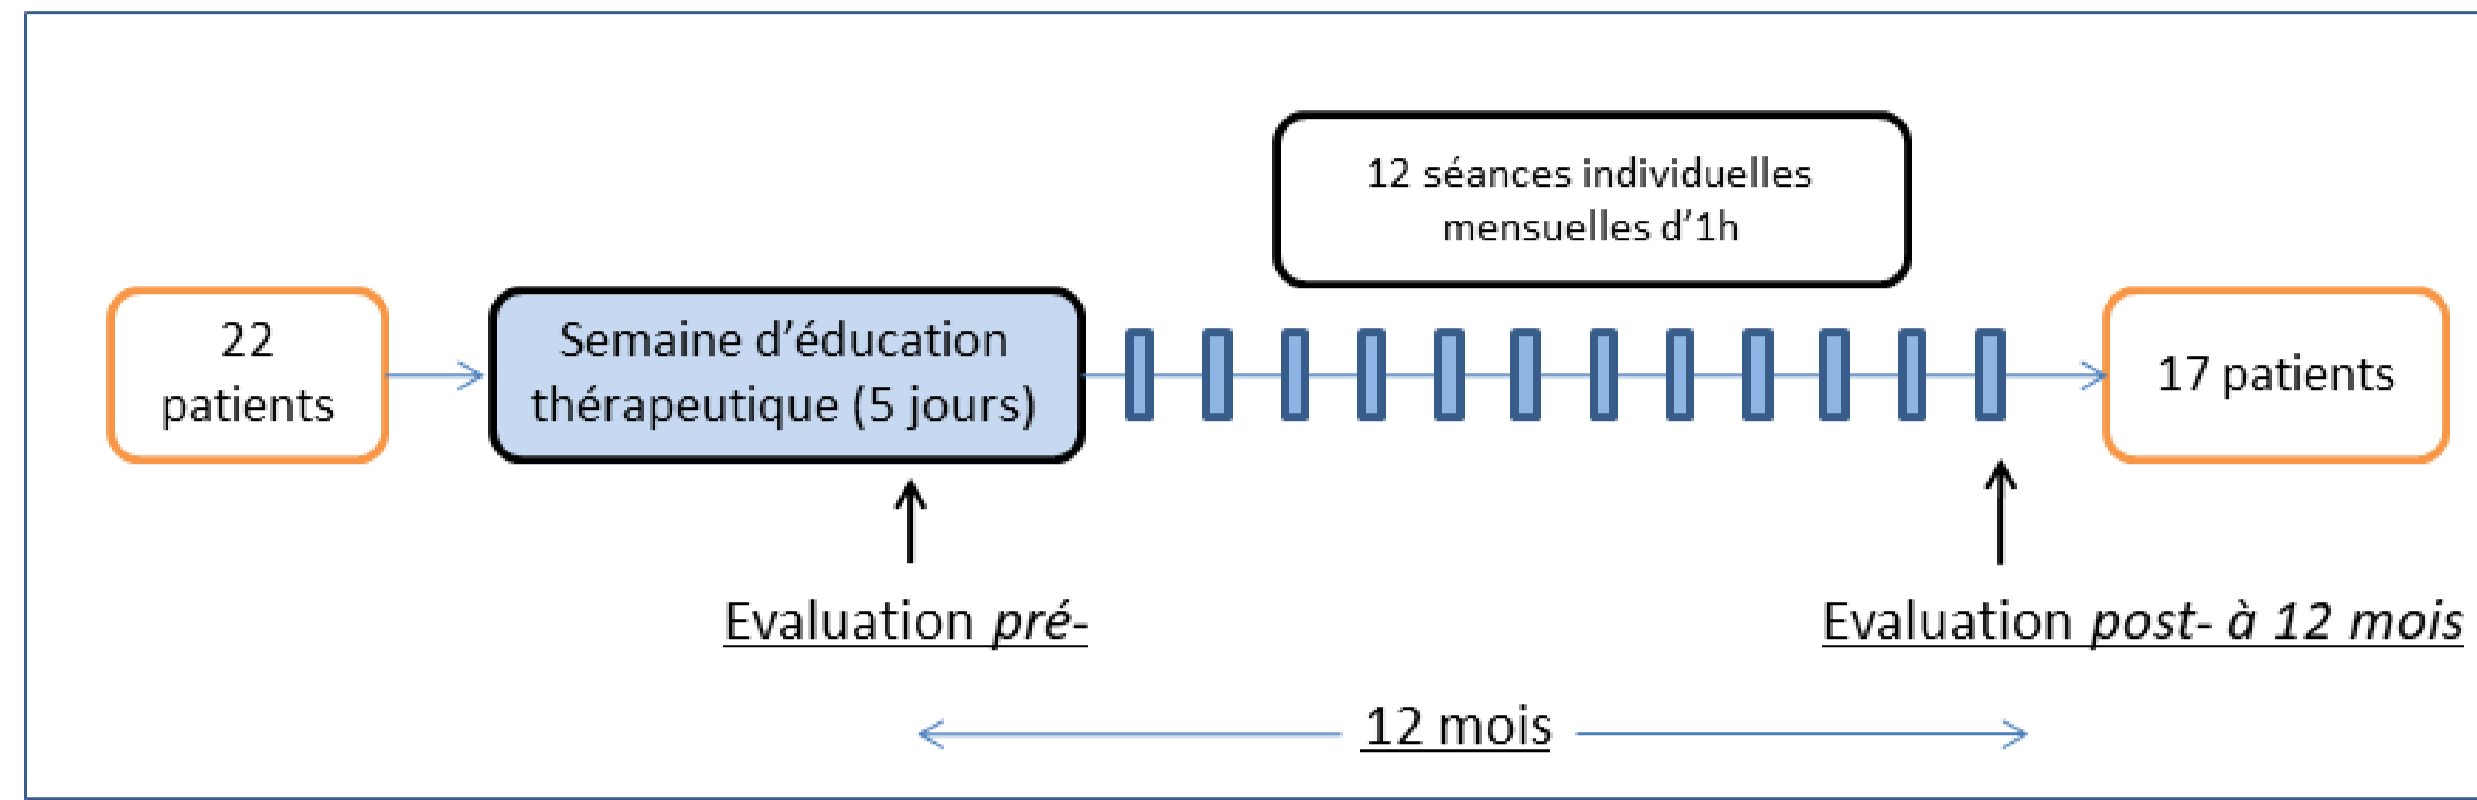 12 séances individuelles
mensuelles d’1h
22
patients
Semaine d’éducation
thérapeutique (5 jours)
17 patients
Evaluation pré-
Evaluation post- à 12 mois
12 mois